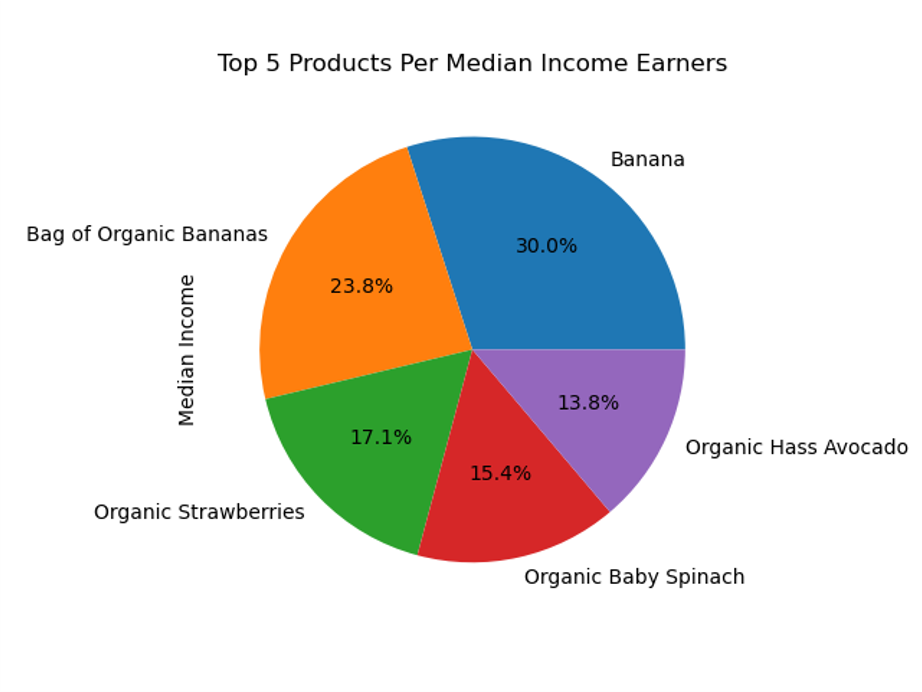 Top 5 Products Per Median Income Earners
Banana
30.0%
Bag of Organic Bananas
23.8%
Median Income
17.1%
Organic Strawberries
15.4%
Organic Baby Spinach
13.8%
Organic Hass Avocado